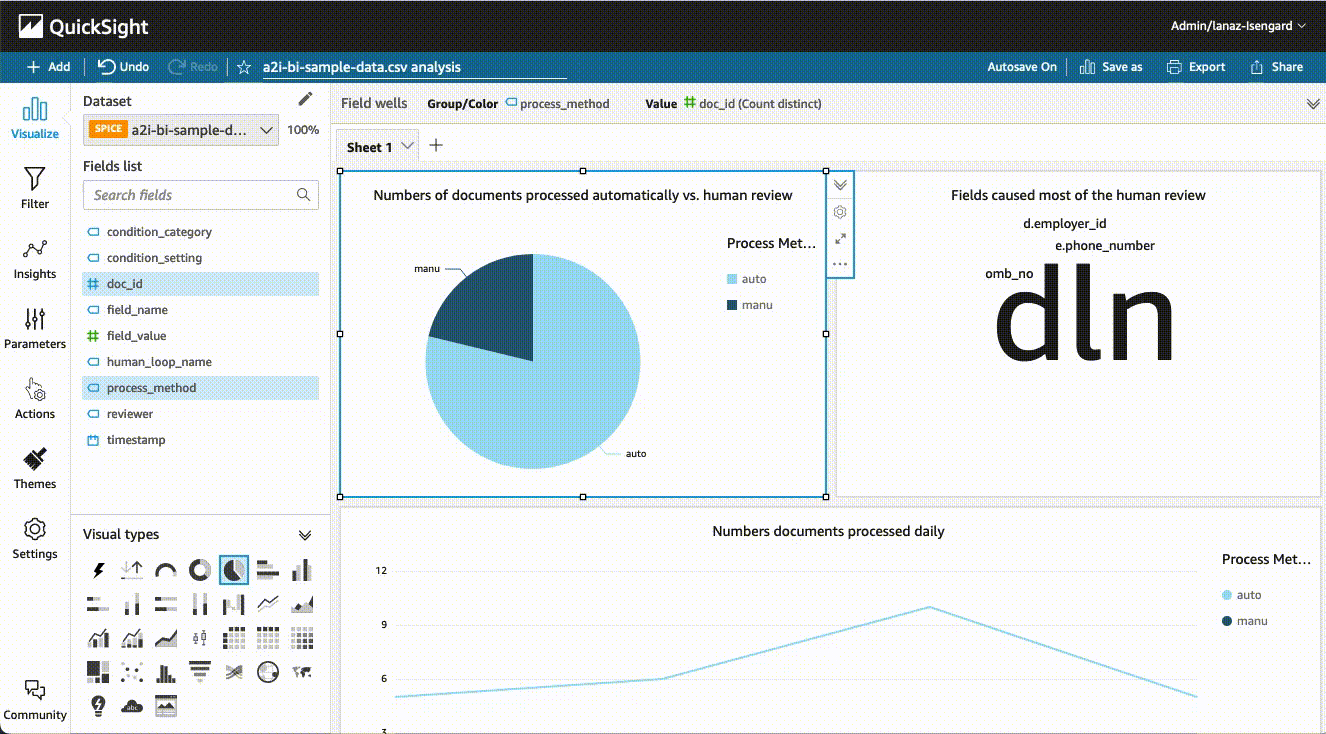 QuickSight
Admin/lanaz-Isengard
Add
Undo
Redo
a2i-bi-sample-data.csv analysis
Autosave On
Save as
Export
Share
Visualize
Filter
Insights
Parameters
Actions
Themes
Settings
Community
Dataset
SPICE
a2i-bi-sample-d...
100%
Fields list
Search fields
condition_category
condition_setting
doc_id
field_name
field_value
human_loop_name
process_method
reviewer
timestamp
Visual types
abc
Field wells
Group/Color
process_method
Value
doc_id (Count distinct)
Sheet 1
Numbers of documents processed automatically vs. human review
Process Met...
auto
manu
manu
auto
Fields caused most of the human review
d.employer_id
e.phone_number
omb_no
dln
Numbers documents processed daily
Process Met...
auto
manu
12
9
6
3